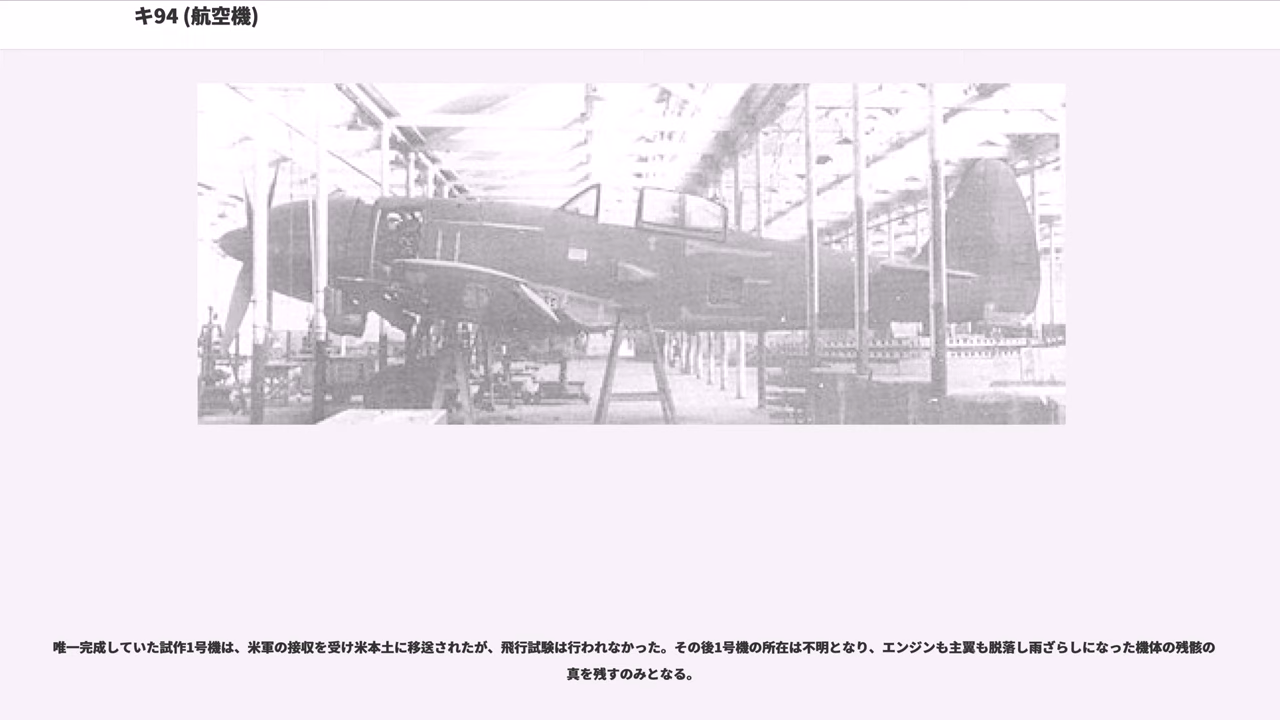 キ94 (航空機)
唯一完成していた試作1号機は、米軍の接収を受け米本土に移送されたが、飛行試験は行われなかった。その後1号機の所在は不明となり、エンジンも主翼も脱落し雨ざらしになった機体の残骸の
真を残すのみとなる。